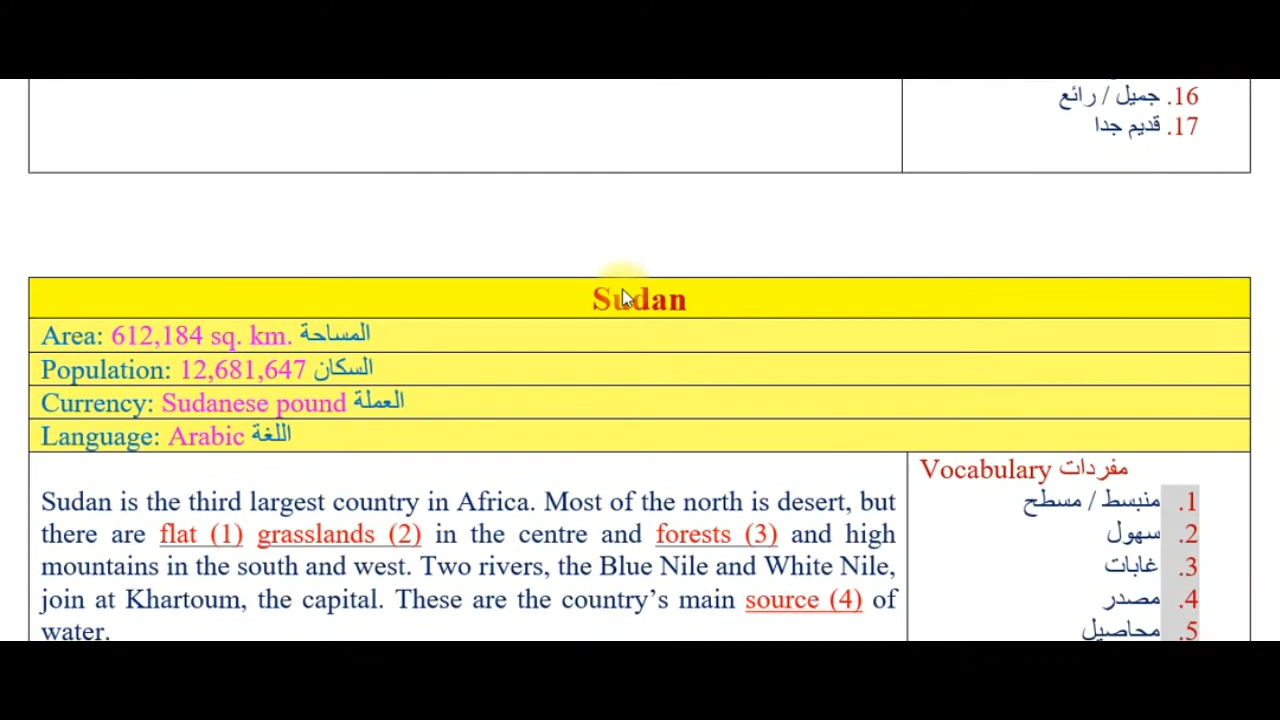 16. جميل / رائع
17. قديم جدا
Sudan
Area: 612,184 sq. km. المساحة
Population: 12,681,647 السكان
Currency: Sudanese pound العملة
Language: Arabic اللغة
Sudan is the third largest country in Africa. Most of the north is desert, but
there are flat (1) grasslands (2) in the centre and forests (3) and high
mountains in the south and west. Two rivers, the Blue Nile and White Nile,
join at Khartoum, the capital. These are the country’s main source (4) of
water.
Vocabulary مفردات
1. منبسط / مسطح
2. سهول
3. غابات
4. مصدر
5. محاصيل